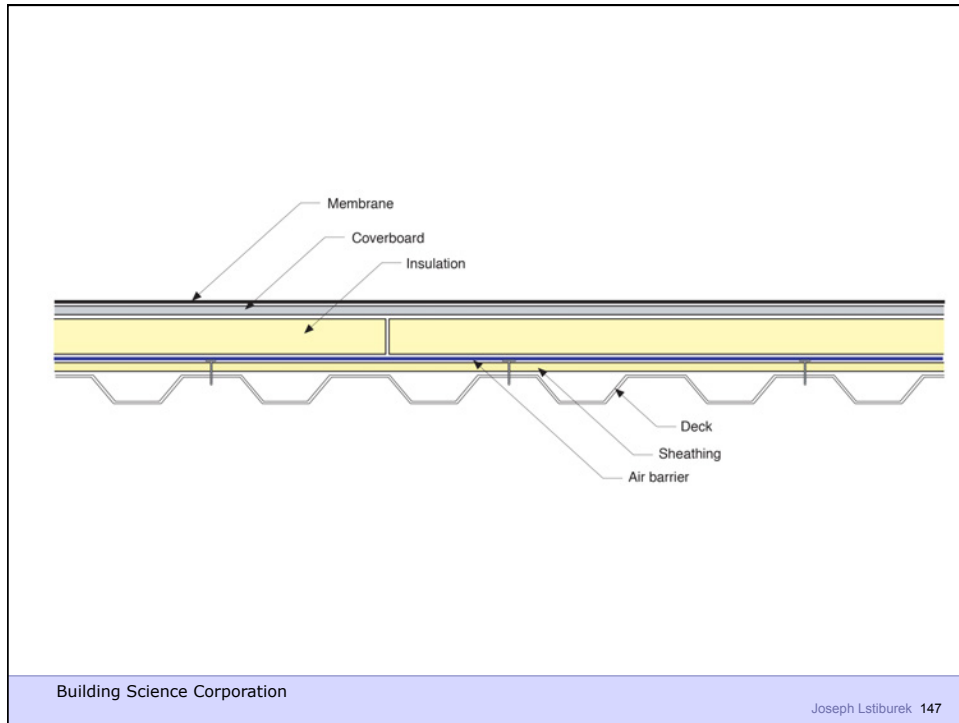 Membrane
Coverboard
Insulation
Deck
Sheathing
Air barrier
Building Science Corporation
Joseph Lstiburek 147